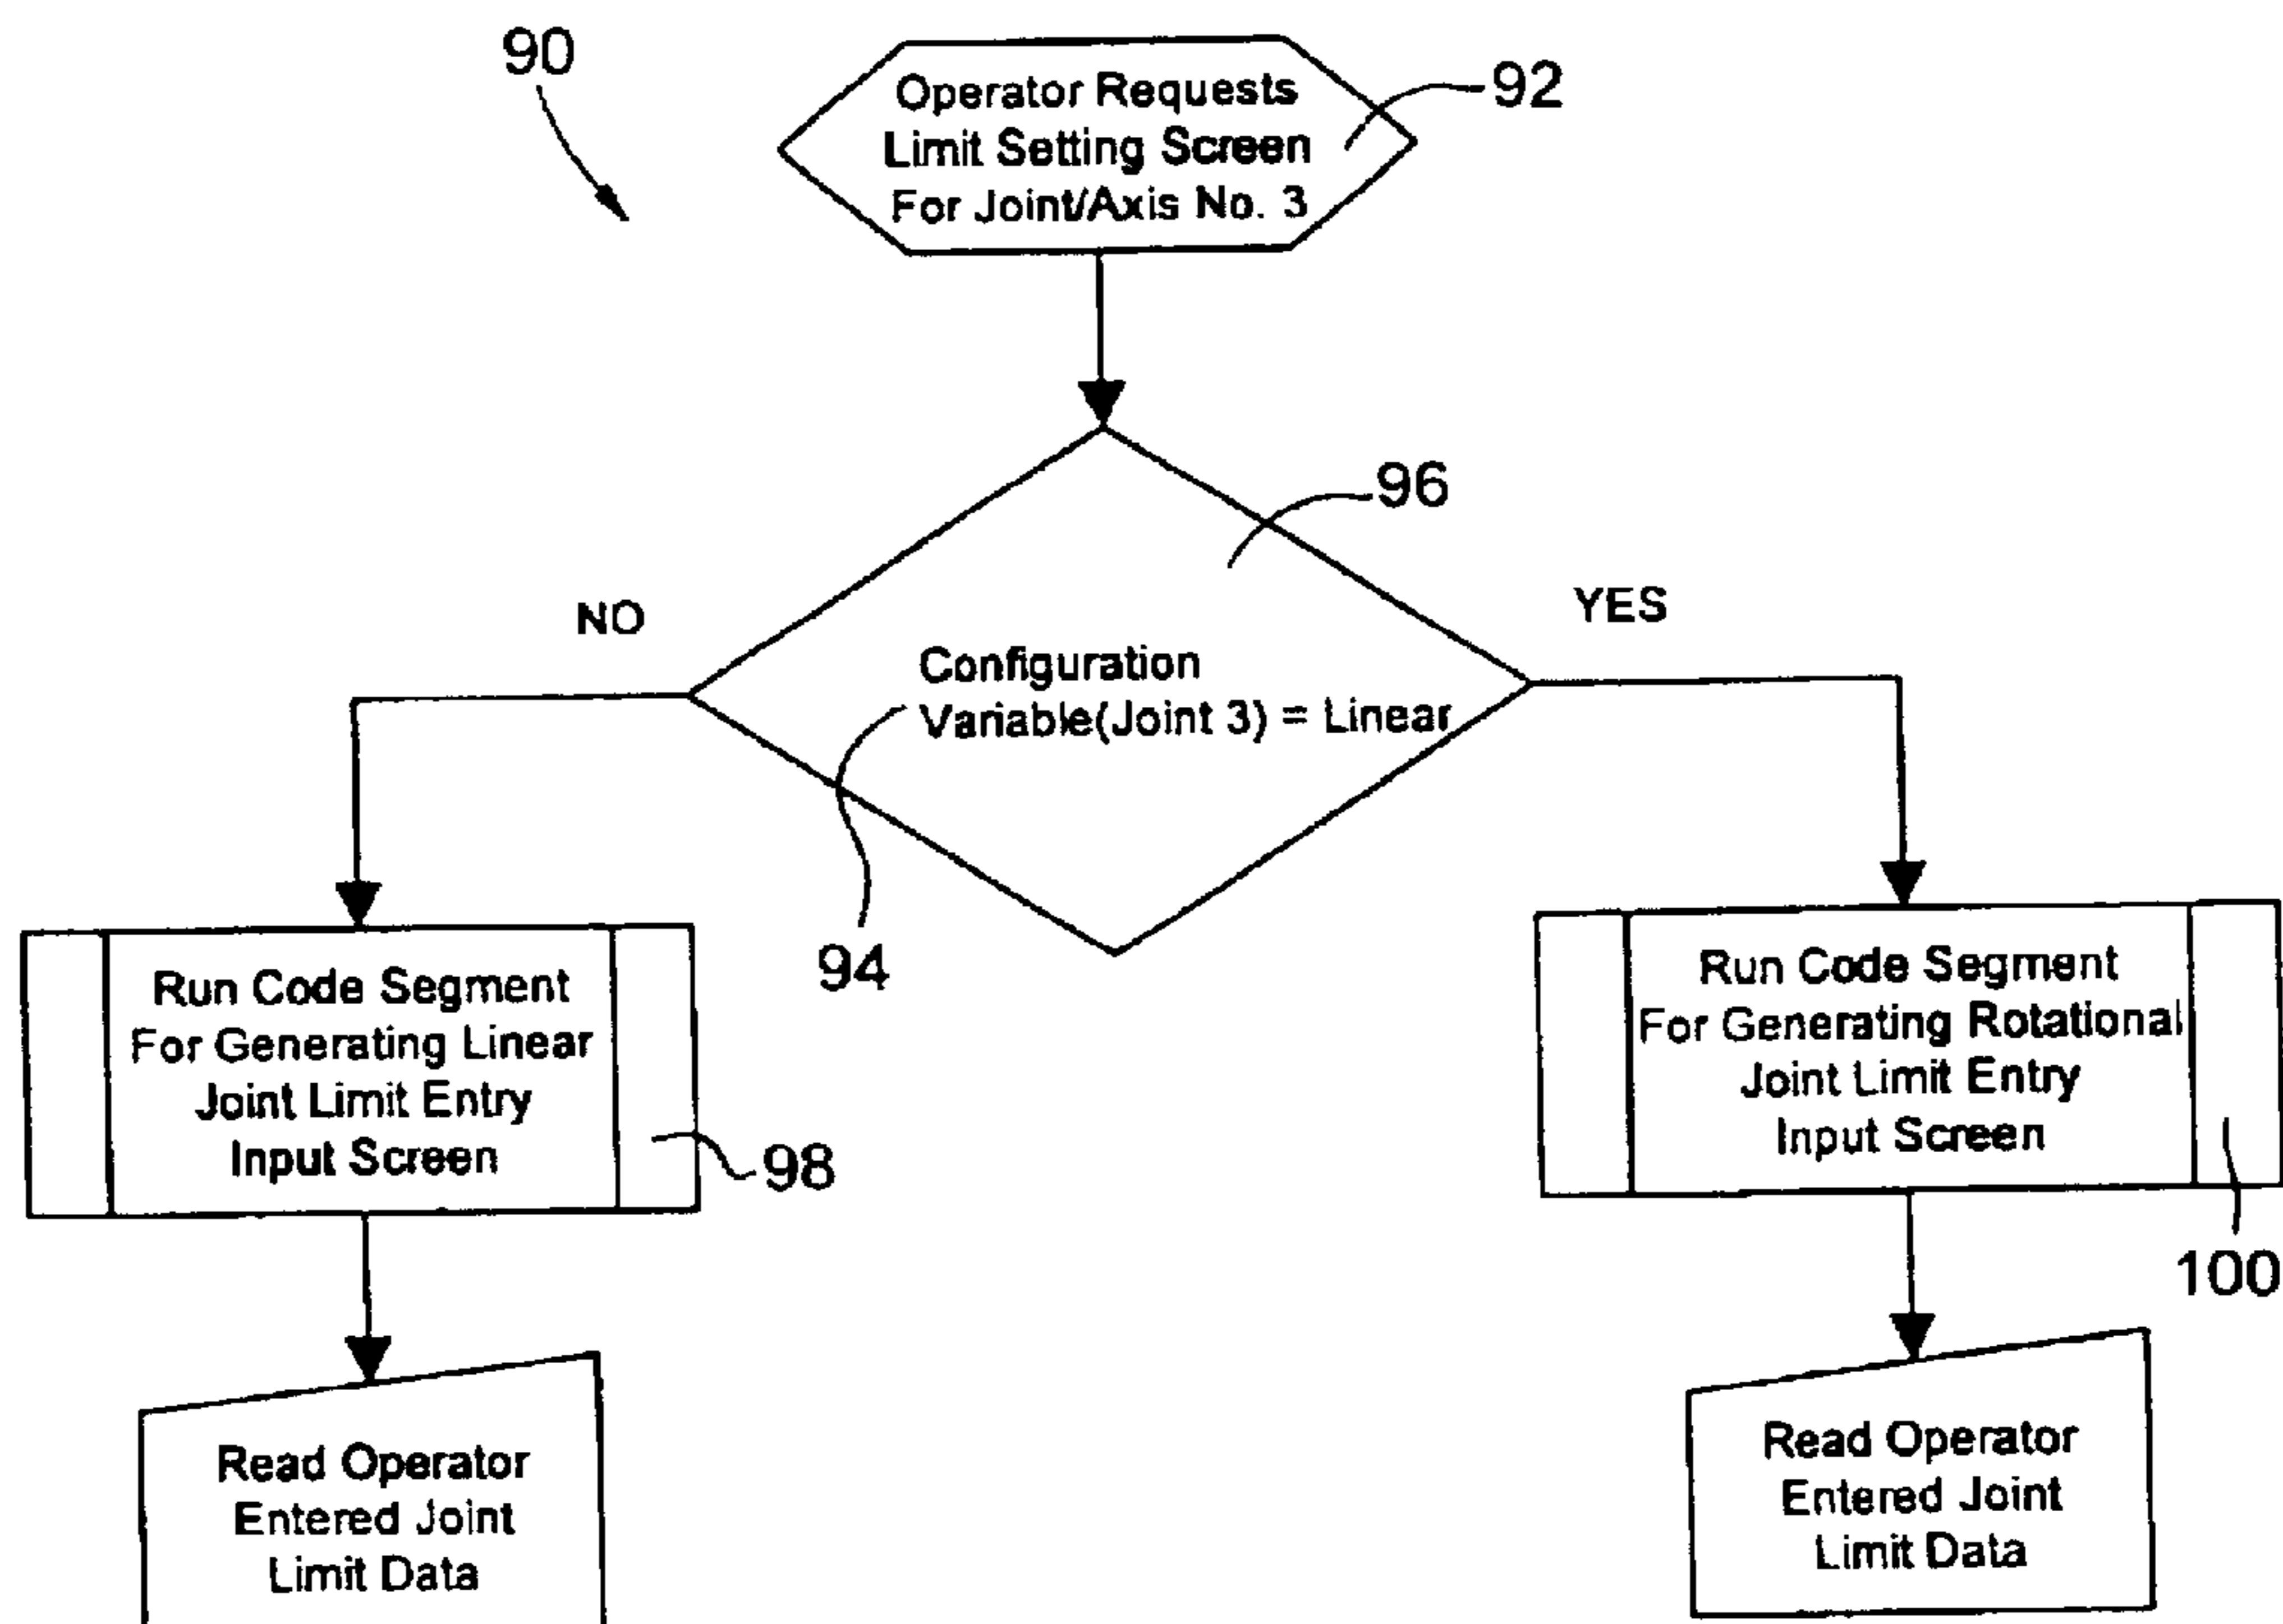 90
Operator Requests
Limit Setting Screen
For Joint/Axis No. 3
92
96
NO
YES
Configuration
Variable(Joint 3) = Linear
94
Run Code Segment
For Generating Linear
Joint Limit Entry
Input Screen
98
Run Code Segment
For Generating Rotational
Joint Limit Entry
Input Screen
100
Read Operator
Entered Joint
Limit Data
Read Operator
Entered Joint
Limit Data